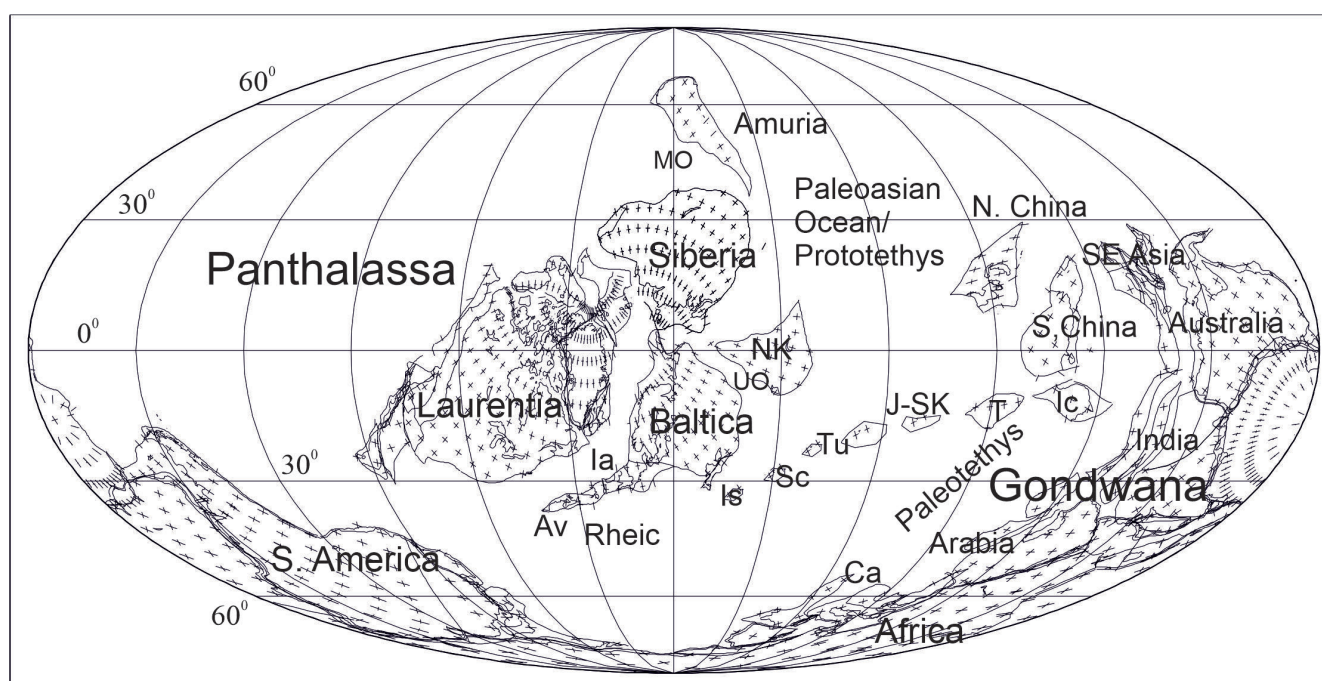 60⁰
Amuria
MO
30⁰
Paleoasian
Ocean/
Prototethys
N. China
Panthalassa
Siberia
SE Asia
0⁰
S.China
Australia
NK
UO
Laurentia
Baltica
J-SK
T
Ic
Tu
India
30⁰
Ia
Sc
Is
Paleotethys
Gondwana
Av
Rheic
Arabia
S. America
Ca
60⁰
Africa